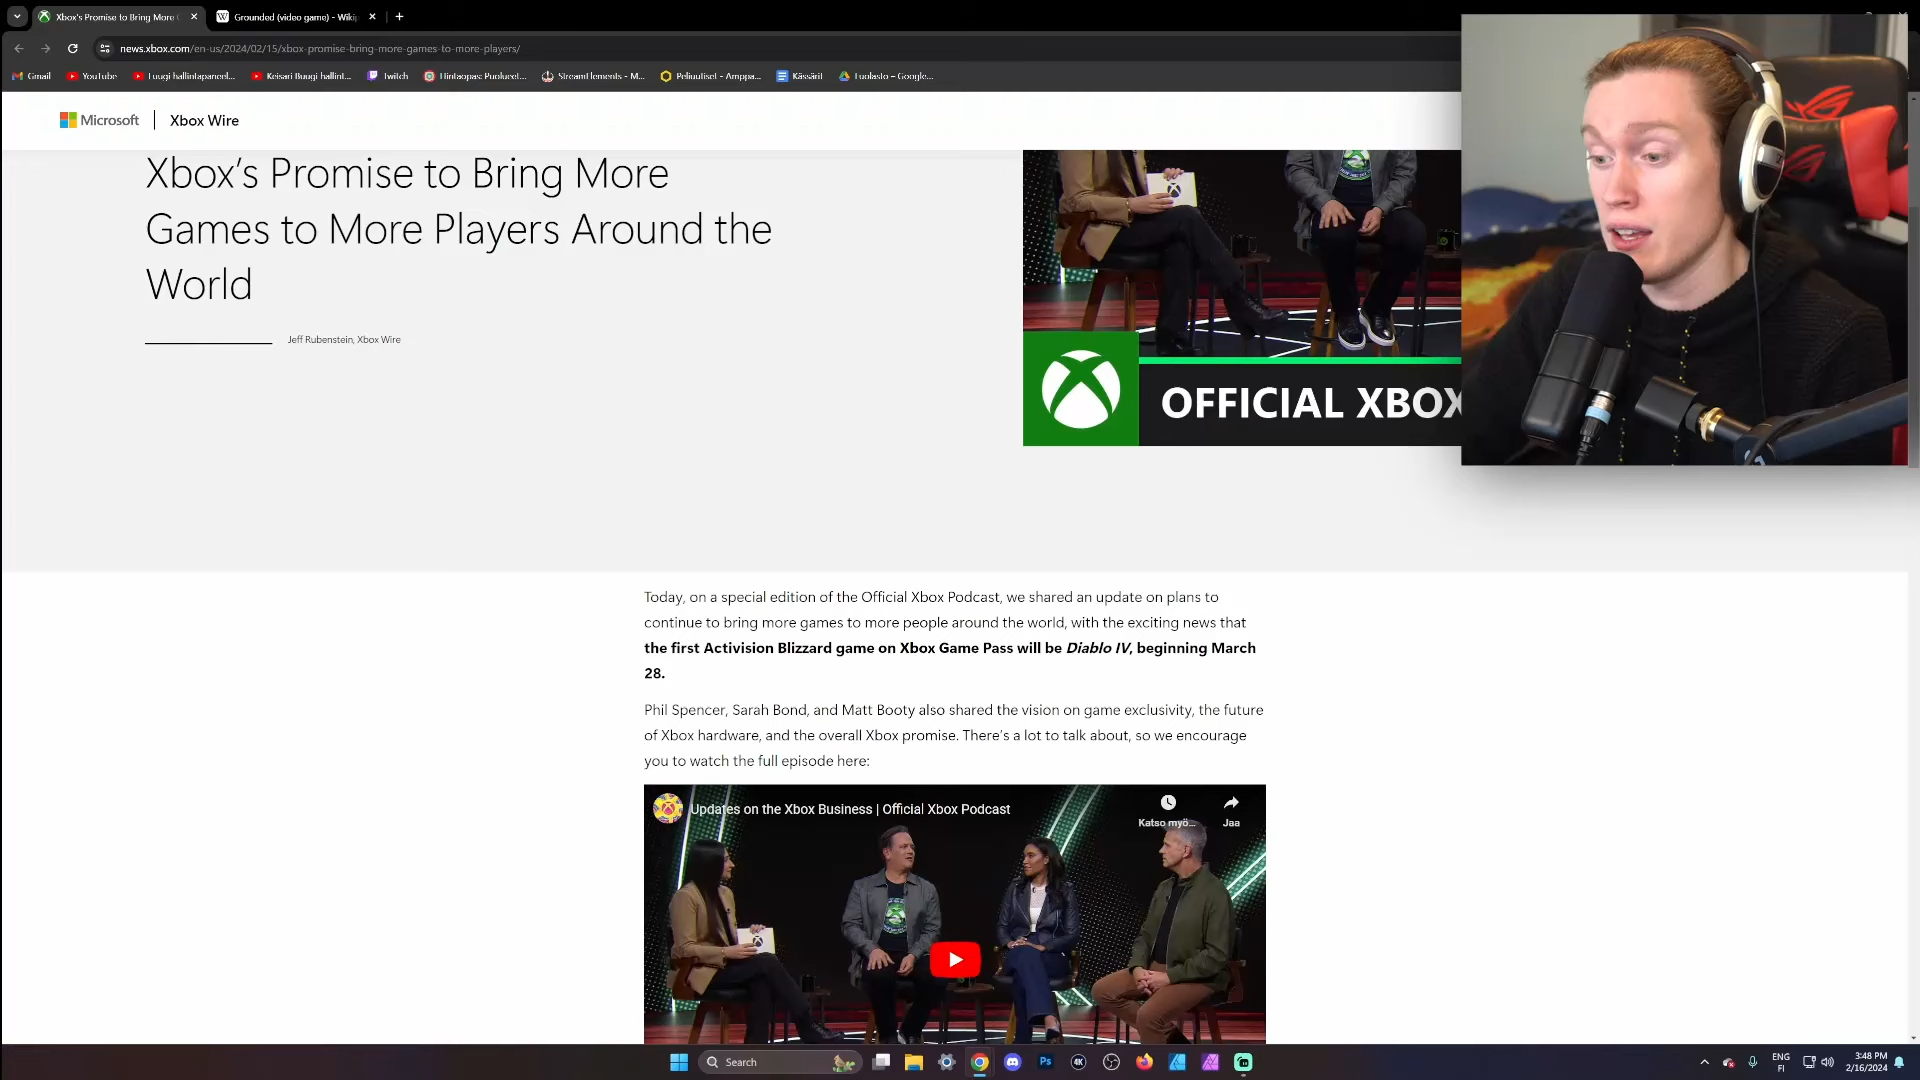 Xbox's Promise to Bring More
Grounded (video game) - Wikip
news.xbox.com/en-us/2024/02/15/xbox-promise-bring-more-games-to-more-players/
Gmail
YouTube
Luugi hallintapaneel...
Keisari Buugi hallint...
Twitch
Hintaopas: Puolueet...
StreamElements - M...
Peliuutiset - Amppa...
Kässärit
Luolasto – Google...
Microsoft
Xbox Wire
Xbox's Promise to Bring More
Games to More Players Around the
World
Jeff Rubenstein, Xbox Wire
OFFICIAL XBOX
Today, on a special edition of the Official Xbox Podcast, we shared an update on plans to
continue to bring more games to more people around the world, with the exciting news that
the first Activision Blizzard game on Xbox Game Pass will be Diablo IV, beginning March
28.
Phil Spencer, Sarah Bond, and Matt Booty also shared the vision on game exclusivity, the future
of Xbox hardware, and the overall Xbox promise. There's a lot to talk about, so we encourage
you to watch the full episode here:
Updates on the Xbox Business | Official Xbox Podcast
Katso myö...
Jaa
Search
Ps
4K
ENG
FI
3:48 PM
2/16/2024